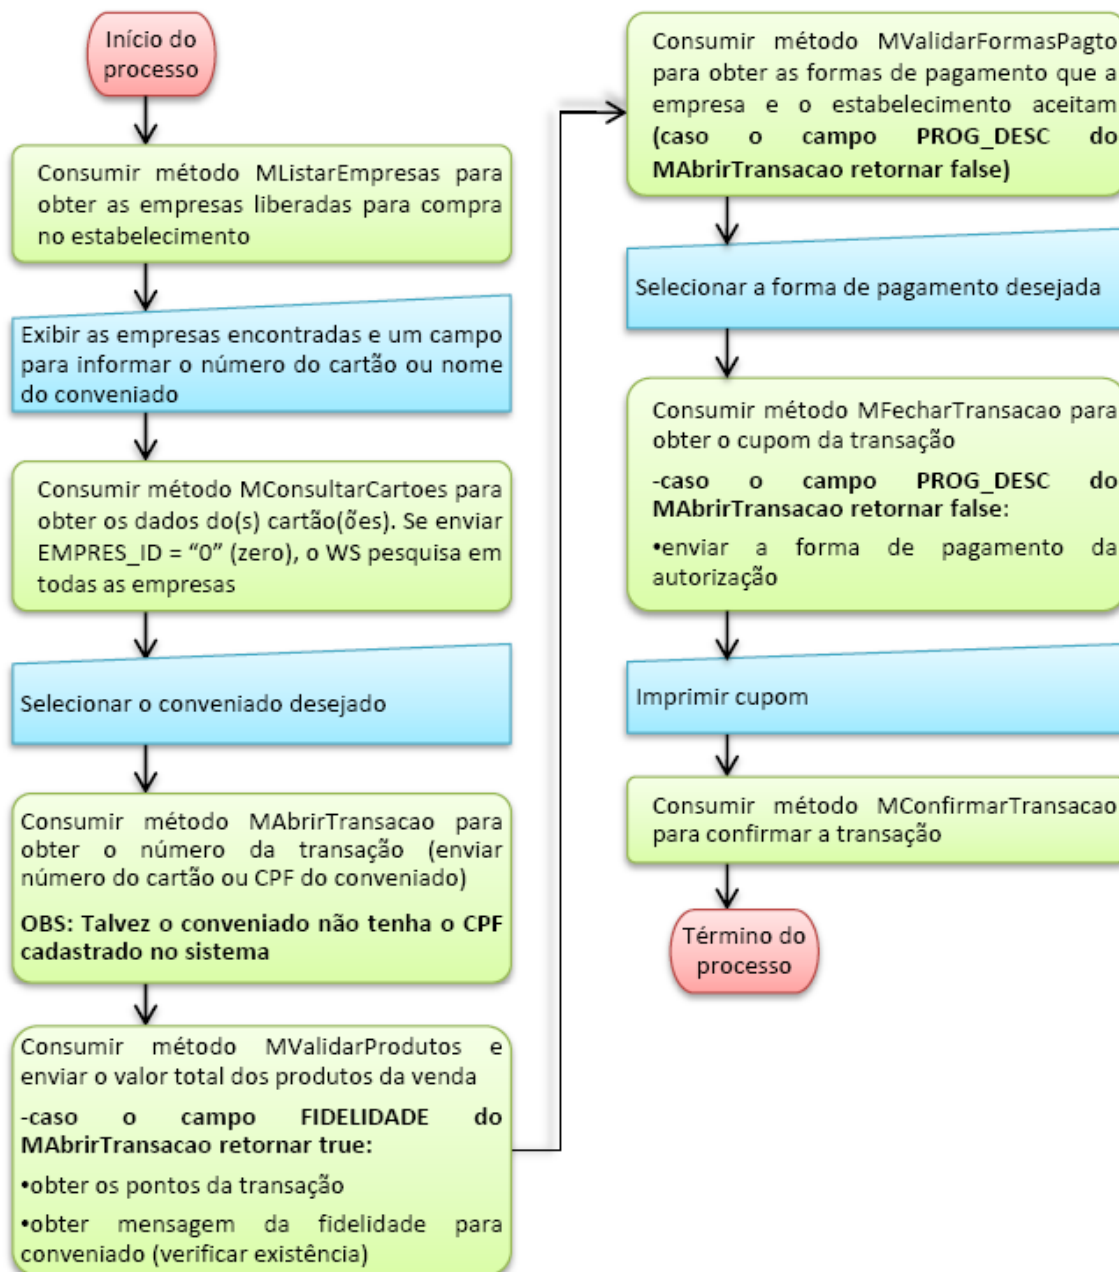 Início do
processo
Consumir método MListarEmpresas para
obter as empresas liberadas para compra
no estabelecimento
Exibir as empresas encontradas e um campo
para informar o número do cartão ou nome
do conveniado
Consumir método MConsultarCartoes para
obter os dados do(s) cartão(ões). Se enviar
EMPRES_ID = “0” (zero), o WS pesquisa em
todas as empresas
Selecionar o conveniado desejado
Consumir método MAbrirTransacao para
obter o número da transação (enviar
número do cartão ou CPF do conveniado)
OBS: Talvez o conveniado não tenha o CPF
cadastrado no sistema
Consumir método MValidarProdutos e
enviar o valor total dos produtos da venda
-caso o campo FIDELIDADE do
MAbrirTransacao retornar true:
•obter os pontos da transação
•obter mensagem da fidelidade para
conveniado (verificar existência)
Consumir método MValidarFormasPagto
para obter as formas de pagamento que a
empresa e o estabelecimento aceitam
(caso o campo PROG_DESC do
MAbrirTransacao retornar false)
Selecionar a forma de pagamento desejada
Consumir método MFecharTransacao para
obter o cupom da transação
-caso o campo PROG_DESC do
MAbrirTransacao retornar false:
•enviar a forma de pagamento da
autorização
Imprimir cupom
Consumir método MConfirmarTransacao
para confirmar a transação
Término do
processo